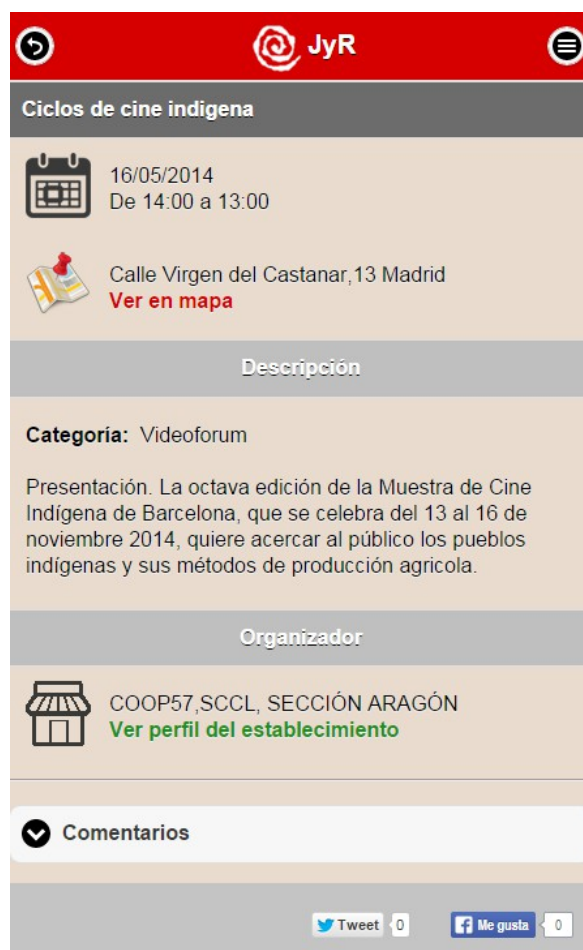 JyR
Ciclos de cine indigena
16/05/2014
De 14:00 a 13:00
Calle Virgen del Castanar,13 Madrid
Ver en mapa
Descripción
Categoría: Videoforum
Presentación. La octava edición de la Muestra de Cine
Indígena de Barcelona, que se celebra del 13 al 16 de
noviembre 2014, quiere acercar al público los pueblos
indígenas y sus métodos de producción agricola.
Organizador
COOP57,SCCL, SECCIÓN ARAGÓN
Ver perfil del establecimiento
Comentarios
Tweet 0 Me gusta 0